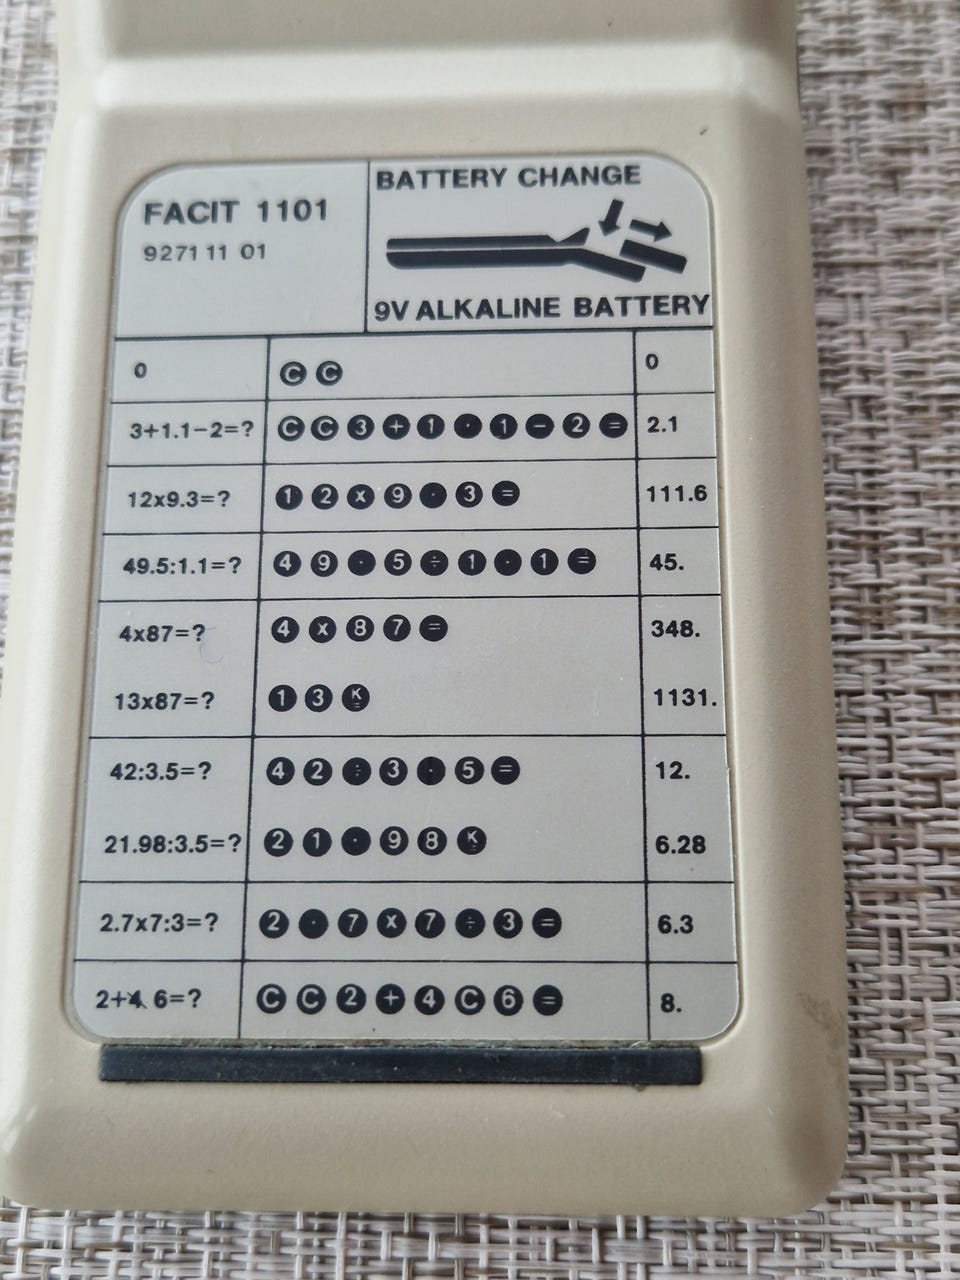 FACIT 1101
9271 11 01
BATTERY CHANGE
9V ALKALINE BATTERY
0 C C 0
3+1.1−2=? C C 3 + 1 · 1 − 2 = 2.1
12x9.3=? 1 2 x 9 · 3 = 111.6
49.5:1.1=? 4 9 · 5 ÷ 1 · 1 = 45.
4x87=? 4 x 8 7 = 348.
13x87=? 1 3 K= 1131.
42:3.5=? 4 2 ÷ 3 · 5 = 12.
21.98:3.5=? 2 1 · 9 8 K= 6.28
2.7x7:3=? 2 · 7 x 7 ÷ 3 = 6.3
2+4 6=? C C 2 + 4 C 6 = 8.